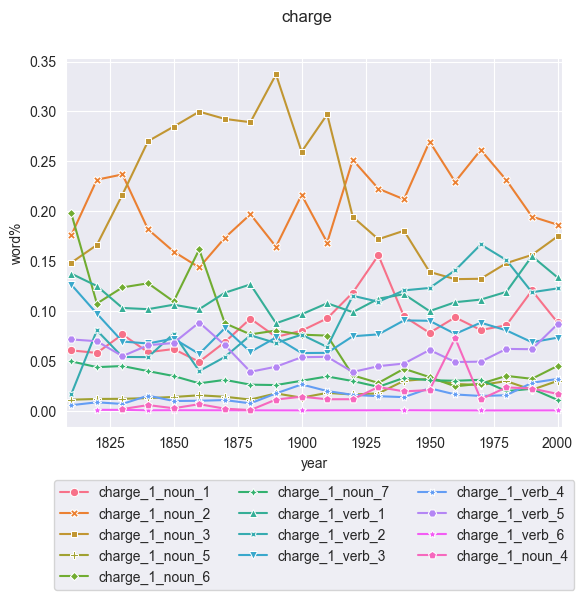 charge
0.35
0.30
0.25
0.20
0.15
0.10
0.05
0.00
word%
1825 1850 1875 1900 1925 1950 1975 2000
year
charge_1_noun_1 charge_1_noun_7 charge_1_verb_4
charge_1_noun_2 charge_1_verb_1 charge_1_verb_5
charge_1_noun_3 charge_1_verb_2 charge_1_verb_6
charge_1_noun_5 charge_1_verb_3 charge_1_noun_4
charge_1_noun_6